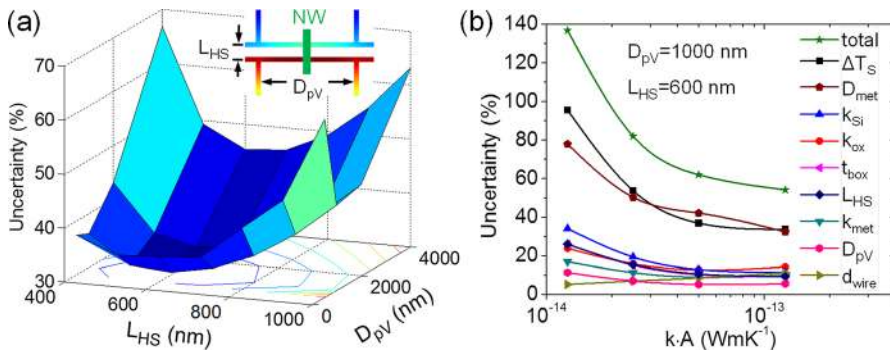 (a)
NW
L_HS
D_pV
70
60
50
40
30
Uncertainty (%)
400
600
800
1000
L_HS (nm)
0
2000
4000
D_pV (nm)
(b)
140
120
100
80
60
40
20
0
Uncertainty (%)
D_pV=1000 nm
L_HS=600 nm
total
ΔT_S
D_met
k_Si
k_ox
t_box
L_HS
k_met
D_pV
d_wire
10^-14
10^-13
k·A (WmK^-1)